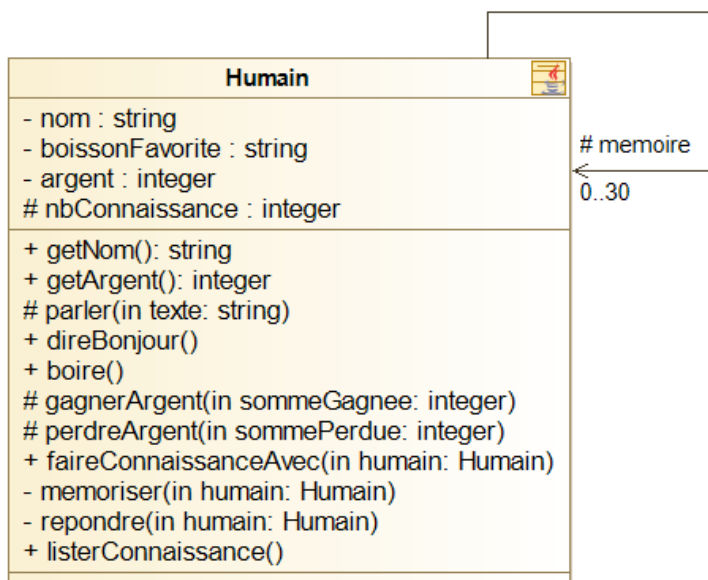 Humain
- nom : string
- boissonFavorite : string
- argent : integer
# nbConnaissance : integer
# memoire
0..30
+ getNom(): string
+ getArgent(): integer
# parler(in texte: string)
+ direBonjour()
+ boire()
# gagnerArgent(in sommeGagnee: integer)
# perdreArgent(in sommePerdue: integer)
+ faireConnaissanceAvec(in humain: Humain)
- memoriser(in humain: Humain)
- repondre(in humain: Humain)
+ listerConnaissance()